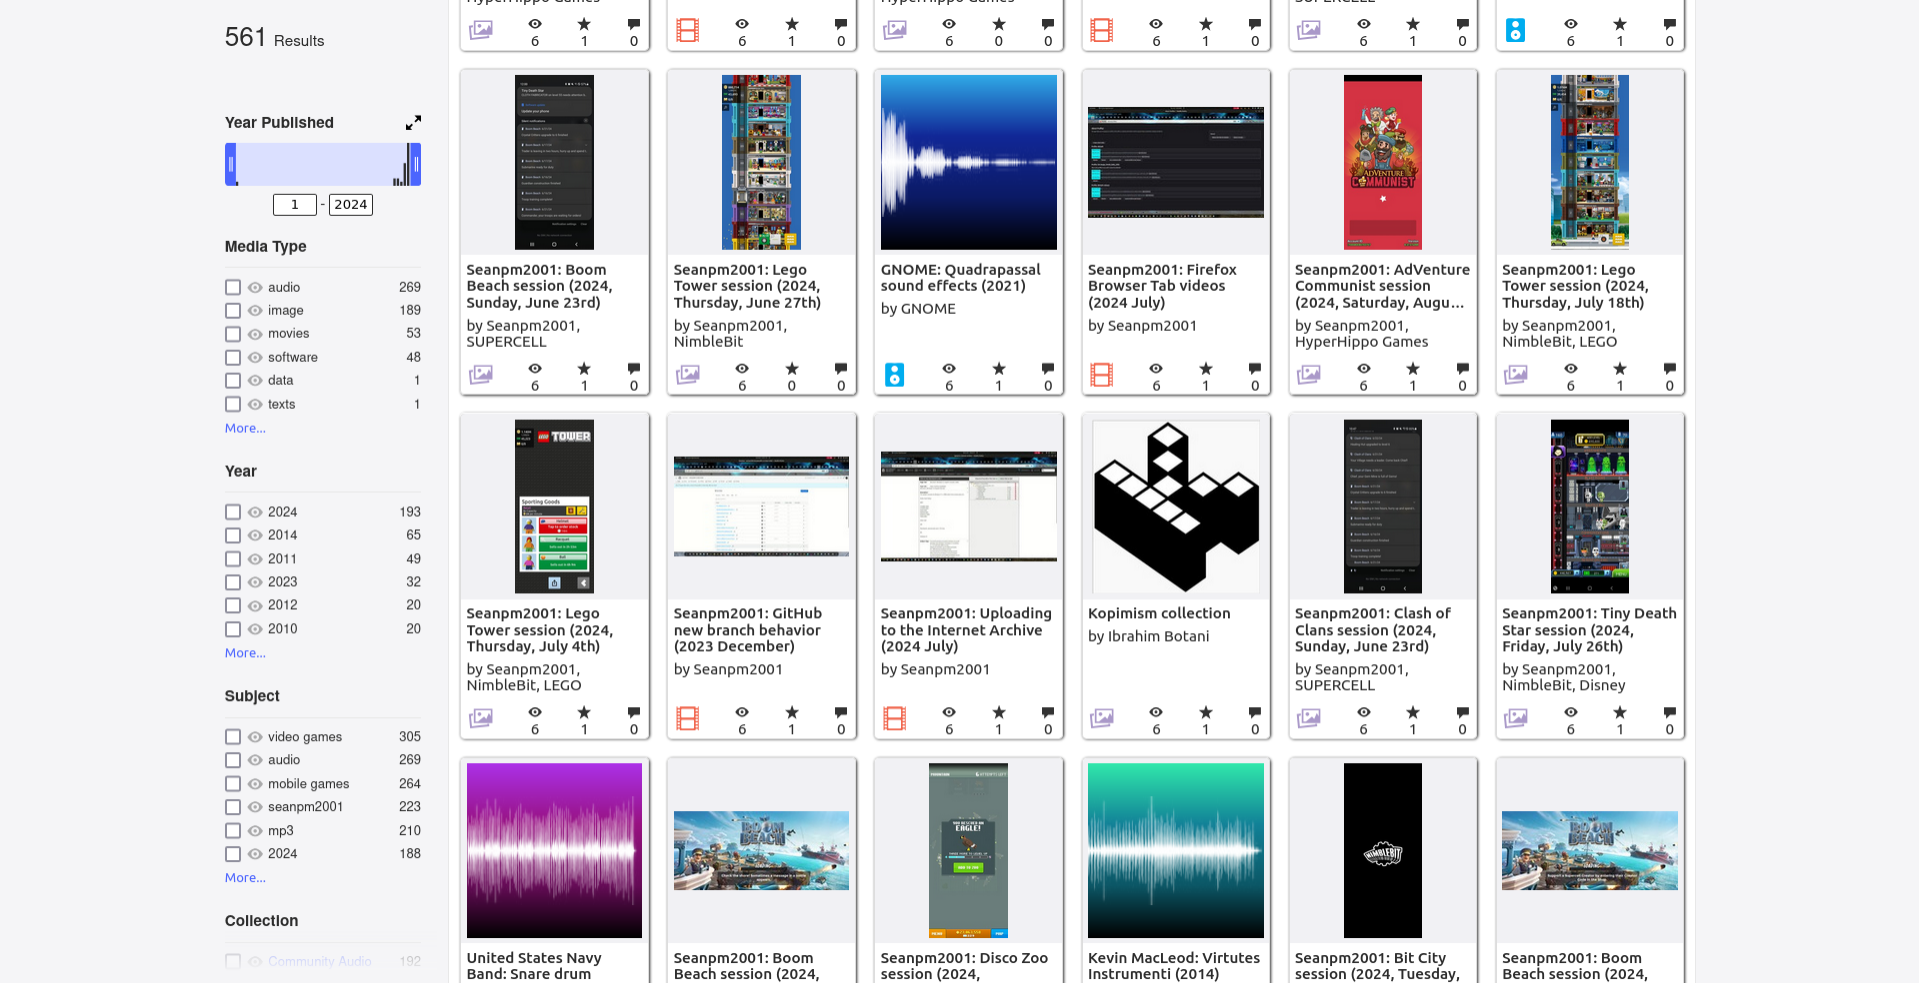 561 Results
Year Published
1 - 2024
Media Type
audio 269
image 189
movies 53
software 48
data 1
texts 1
More...
Year
2024 193
2014 65
2011 49
2023 32
2012 20
2010 20
More...
Subject
video games 305
audio 269
mobile games 264
seanpm2001 223
mp3 210
2024 188
More...
Collection
Community Audio 192
6 1 0
6 1 0
6 0 0
6 1 0
6 1 0
6 1 0
Seanpm2001: Boom
Beach session (2024,
Sunday, June 23rd)
by Seanpm2001,
SUPERCELL
6 1 0
Seanpm2001: Lego
Tower session (2024,
Thursday, June 27th)
by Seanpm2001,
NimbleBit
6 0 0
GNOME: Quadrapassal
sound effects (2021)
by GNOME
6 1 0
Seanpm2001: Firefox
Browser Tab videos
(2024 July)
by Seanpm2001
6 1 0
ADVENTURE
COMMUNIST
Seanpm2001: AdVenture
Communist session
(2024, Saturday, Augu...
by Seanpm2001,
HyperHippo Games
6 1 0
Seanpm2001: Lego
Tower session (2024,
Thursday, July 18th)
by Seanpm2001,
NimbleBit, LEGO
6 1 0
LEGO TOWER
Sporting Goods
Seanpm2001: Lego
Tower session (2024,
Thursday, July 4th)
by Seanpm2001,
NimbleBit, LEGO
6 1 0
Seanpm2001: GitHub
new branch behavior
(2023 December)
by Seanpm2001
6 1 0
Seanpm2001: Uploading
to the Internet Archive
(2024 July)
by Seanpm2001
6 1 0
Kopimism collection
by Ibrahim Botani
6 1 0
Seanpm2001: Clash of
Clans session (2024,
Sunday, June 23rd)
by Seanpm2001,
SUPERCELL
6 1 0
Seanpm2001: Tiny Death
Star session (2024,
Friday, July 26th)
by Seanpm2001,
NimbleBit, Disney
6 1 0
United States Navy
Band: Snare drum
BOOM
BEACH
Seanpm2001: Boom
Beach session (2024,
EAGLE!
Seanpm2001: Disco Zoo
session (2024,
Kevin MacLeod: Virtutes
Instrumenti (2014)
NIMBLEBIT
Seanpm2001: Bit City
session (2024, Tuesday,
BOOM
BEACH
Seanpm2001: Boom
Beach session (2024,